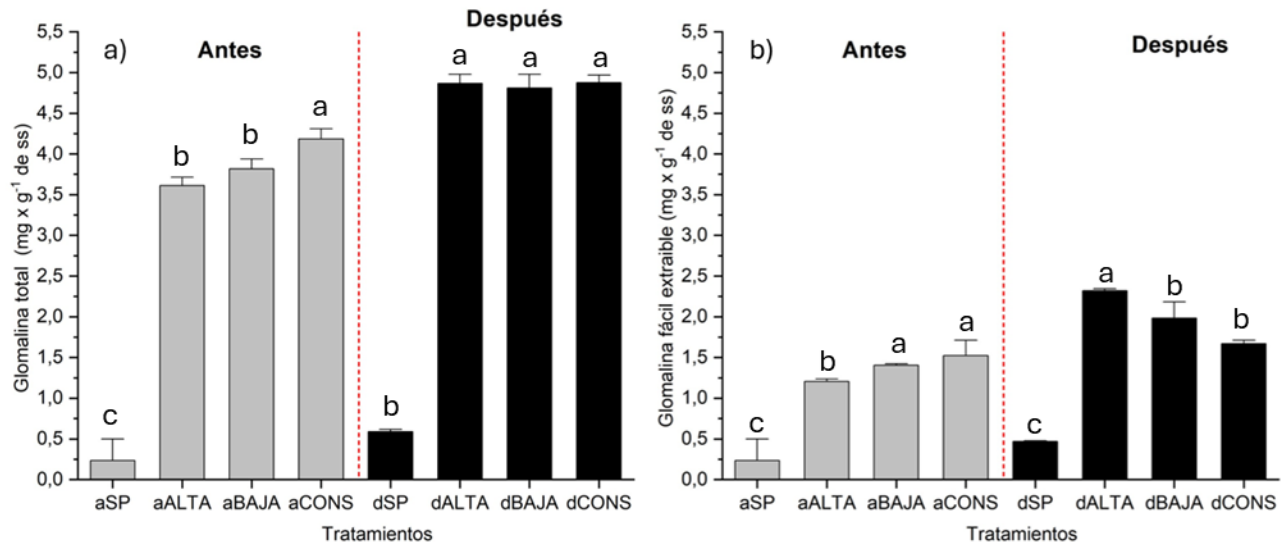 a)
Antes
Después
Glomalina total (mg x g-1 de ss)
5,5
5,0
4,5
4,0
3,5
3,0
2,5
2,0
1,5
1,0
0,5
0,0
c
b
b
a
b
a
a
a
aSP aALTA aBAJA aCONS dSP dALTA dBAJA dCONS
Tratamientos
b)
Antes
Después
Glomalina fácil extraible (mg x g-1 de ss)
5,5
5,0
4,5
4,0
3,5
3,0
2,5
2,0
1,5
1,0
0,5
0,0
c
b
a
a
c
a
b
b
aSP aALTA aBAJA aCONS dSP dALTA dBAJA dCONS
Tratamientos